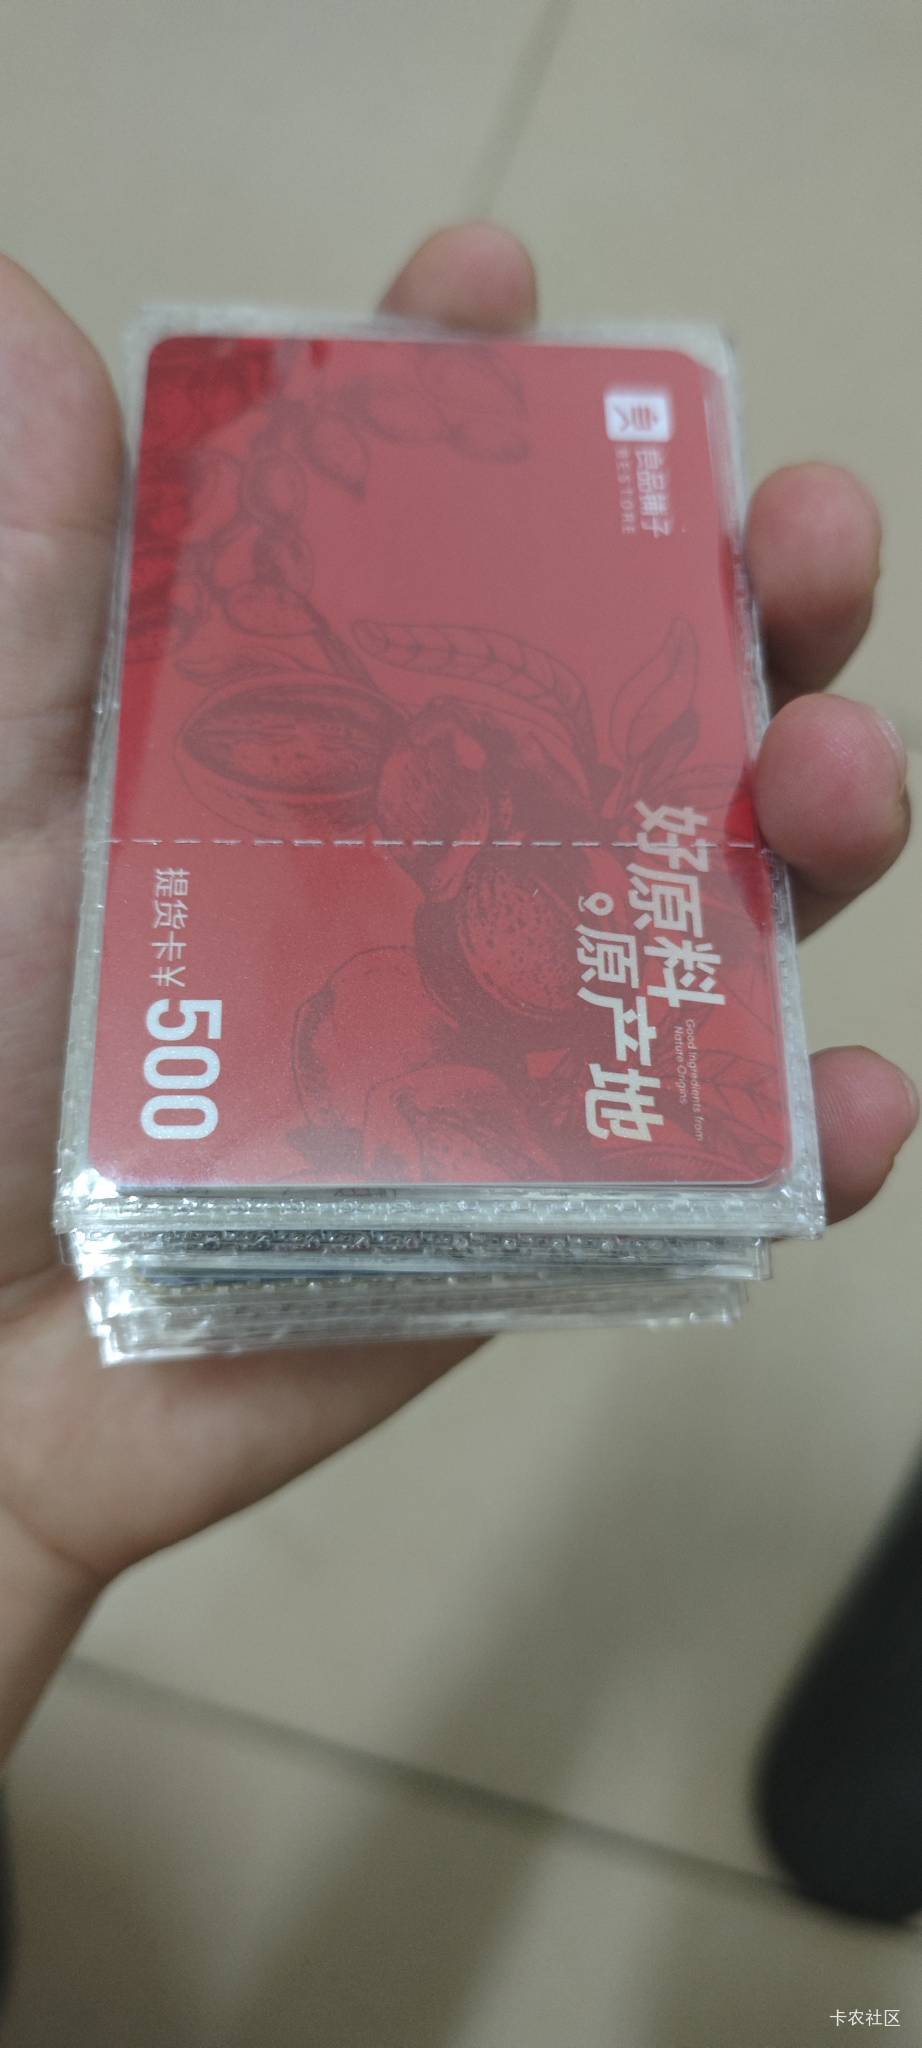 良品铺子
BESTORE
好原料
原产地
Good Ingredients from
Nature Origins
提货卡￥500
卡农社区